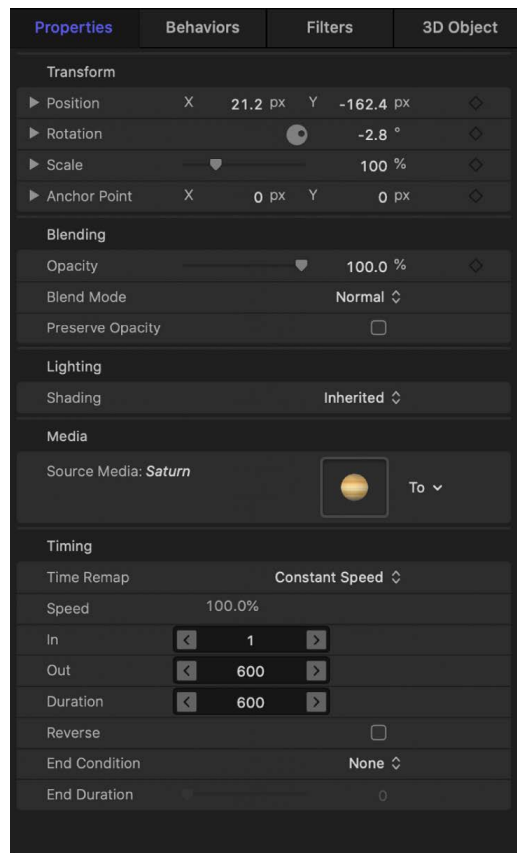 Properties Behaviors Filters 3D Object
Transform
Position X 21.2 px Y -162.4 px
Rotation -2.8 °
Scale 100 %
Anchor Point X 0 px Y 0 px
Blending
Opacity 100.0 %
Blend Mode Normal
Preserve Opacity
Lighting
Shading Inherited
Media
Source Media: Saturn To
Timing
Time Remap Constant Speed
Speed 100.0%
In 1
Out 600
Duration 600
Reverse
End Condition None
End Duration 0